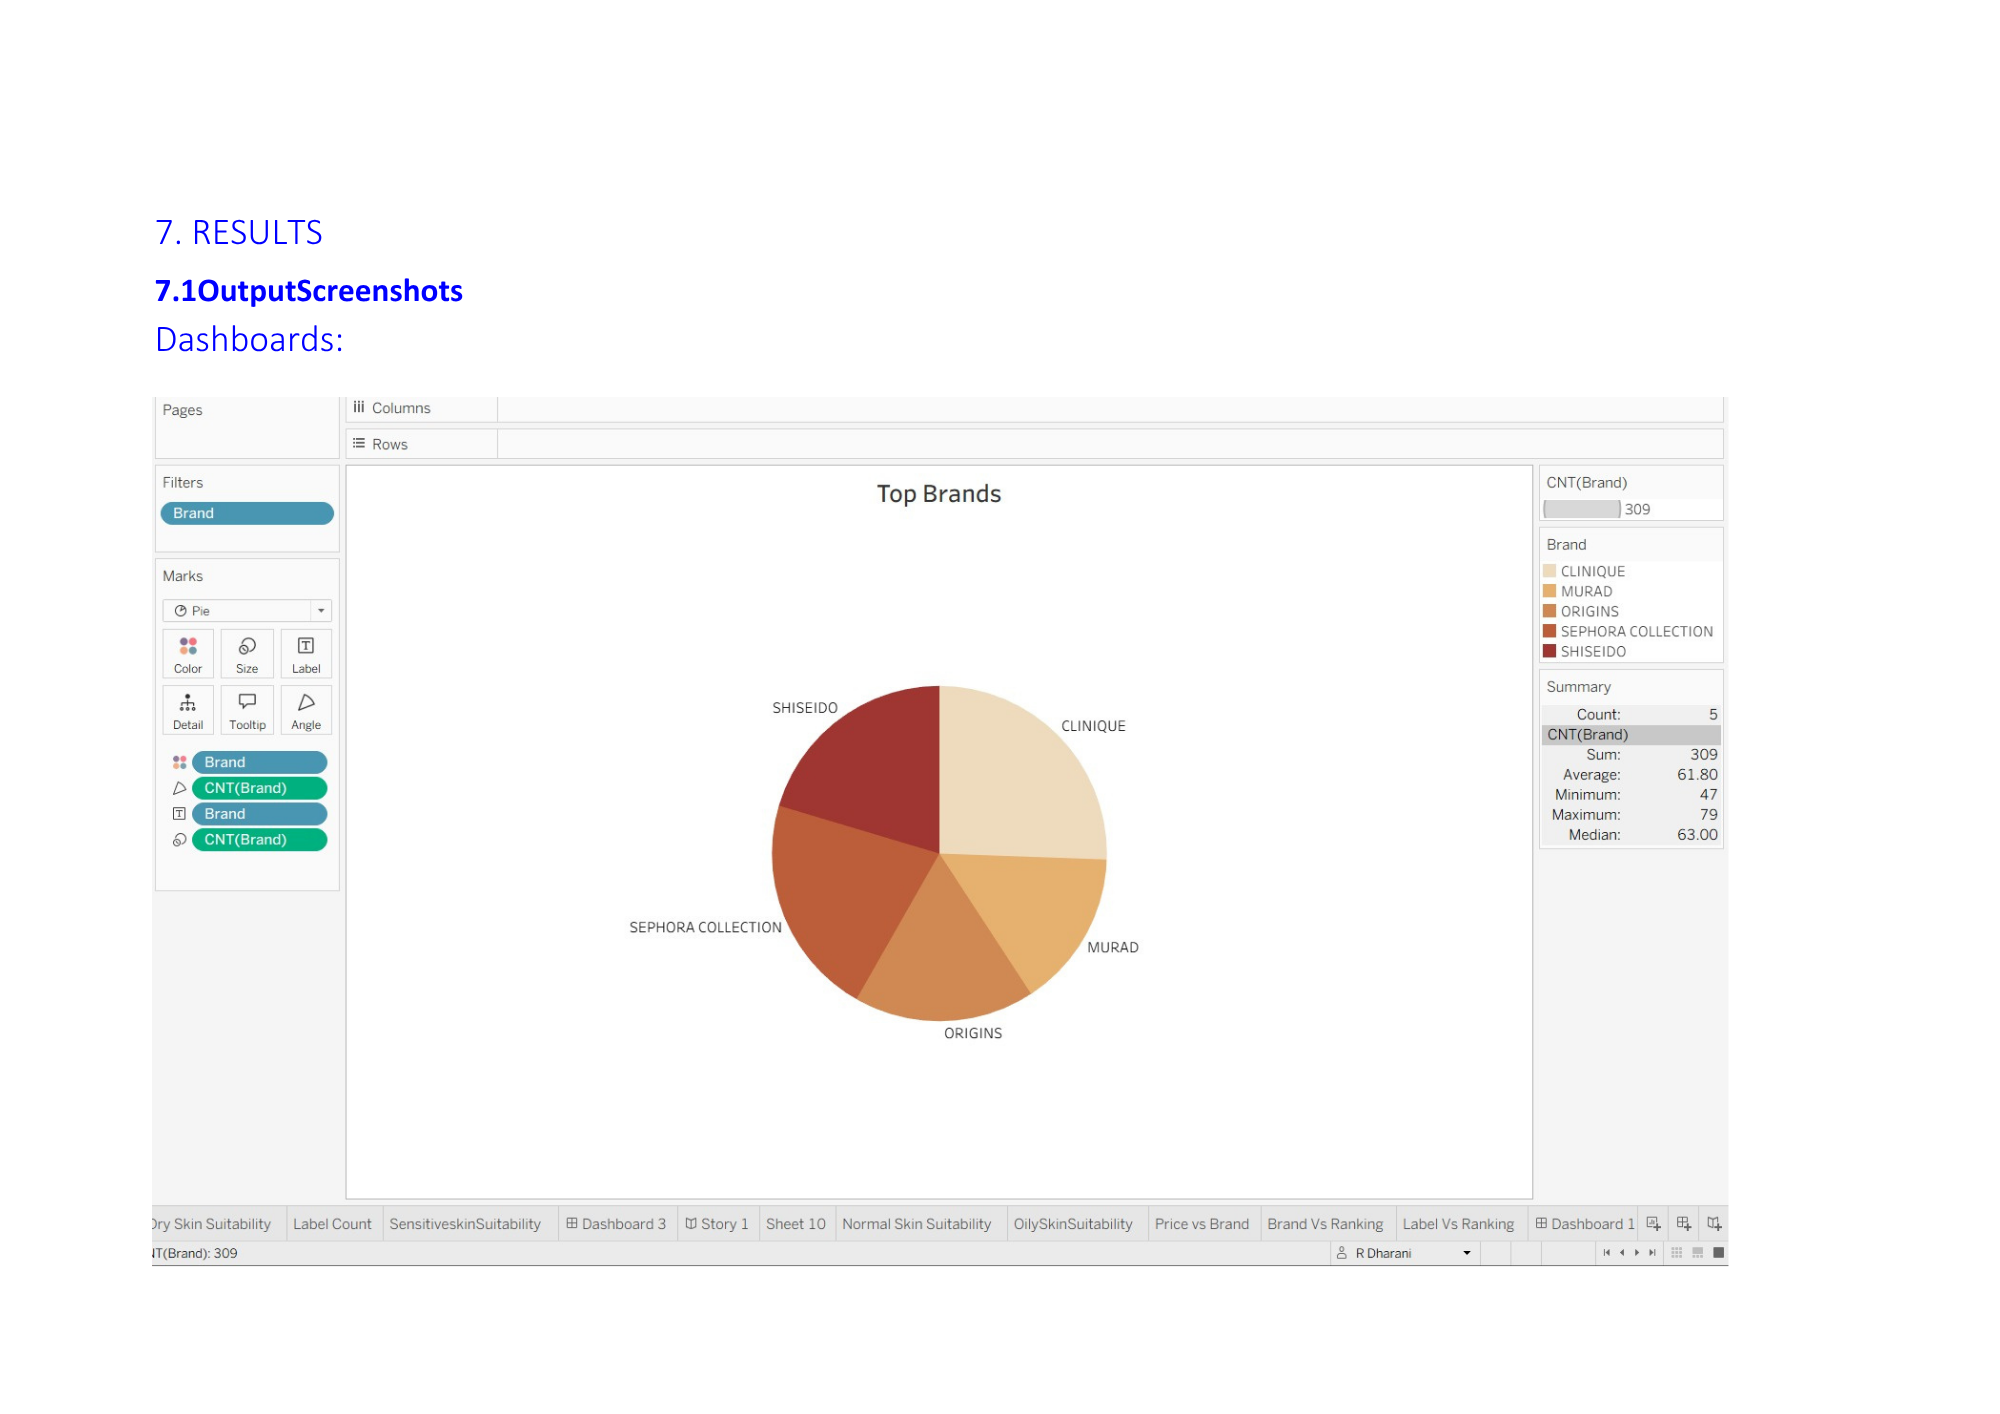 7. RESULTS
7.1OutputScreenshots
Dashboards:
Pages
Columns
Rows
Filters
Brand
Marks
Pie
Color Size Label
Detail Tooltip Angle
Brand
CNT(Brand)
Brand
CNT(Brand)
Top Brands
SHISEIDO
CLINIQUE
SEPHORA COLLECTION
MURAD
ORIGINS
CNT(Brand)
309
Brand
CLINIQUE
MURAD
ORIGINS
SEPHORA COLLECTION
SHISEIDO
Summary
Count: 5
CNT(Brand)
Sum: 309
Average: 61.80
Minimum: 47
Maximum: 79
Median: 63.00
Dry Skin Suitability Label Count SensitiveskinSuitability Dashboard 3 Story 1 Sheet 10 Normal Skin Suitability OilySkinSuitability Price vs Brand Brand Vs Ranking Label Vs Ranking Dashboard 1
NT(Brand): 309 R Dharani